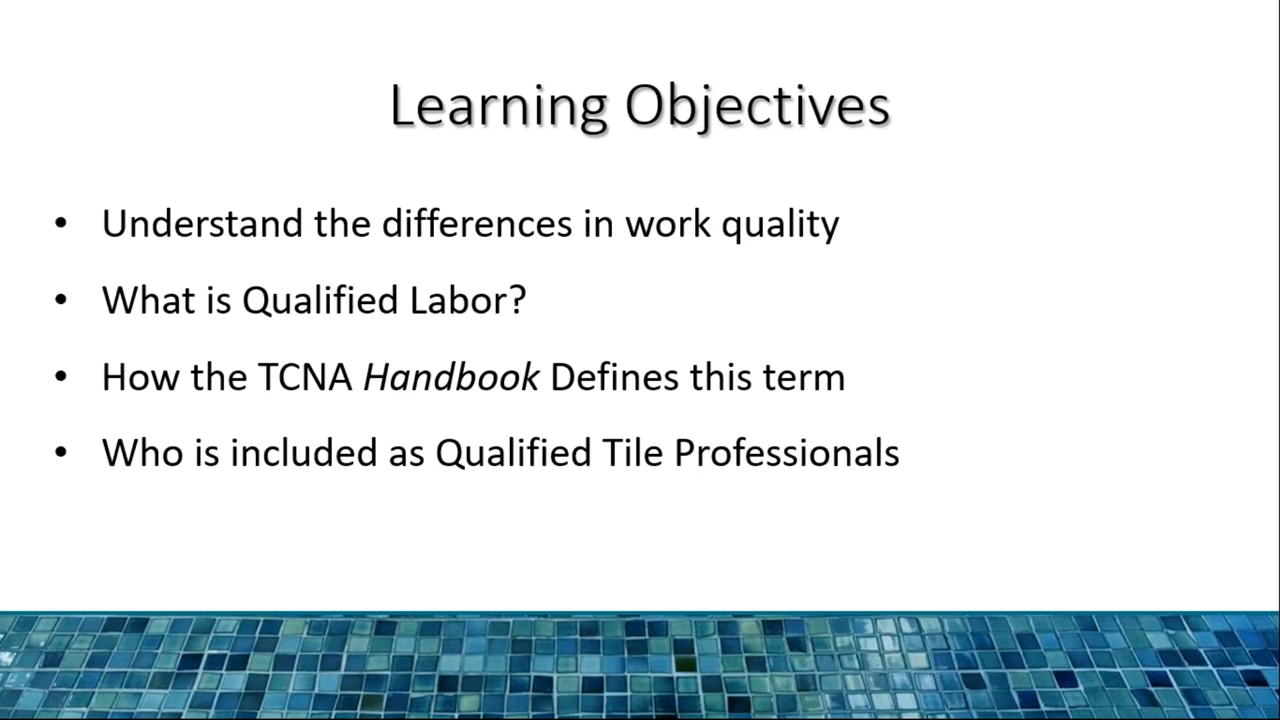 Learning Objectives
• Understand the differences in work quality
• What is Qualified Labor?
• How the TCNA Handbook Defines this term
• Who is included as Qualified Tile Professionals